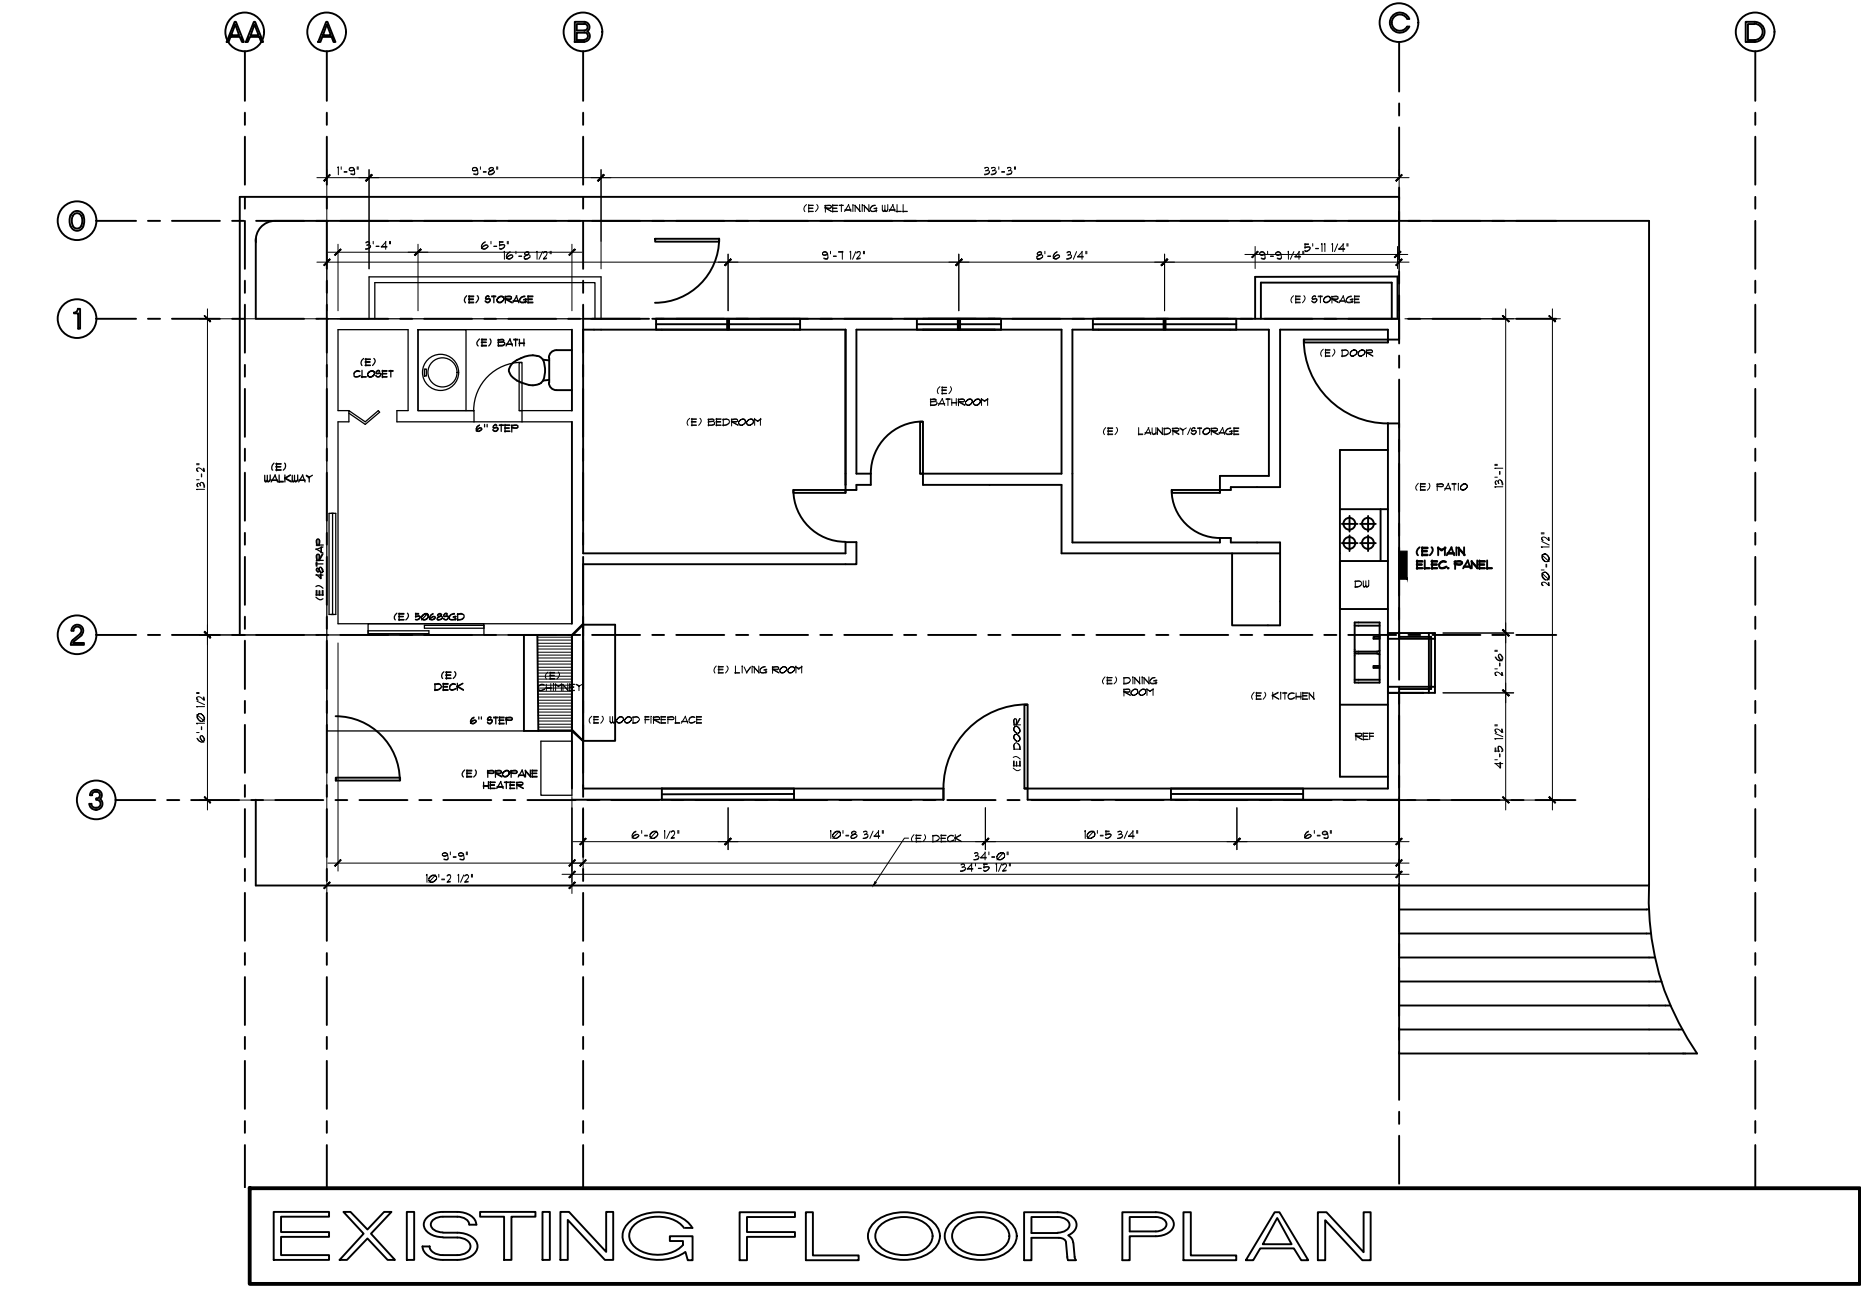 AA
A
B
C
D
1'-9"
9'-8"
33'-3"
(E) RETAINING WALL
0
3'-4"
6'-5"
5'-11 1/4"
16'-8 1/2"
9'-7 1/2"
8'-6 3/4"
9'-9 1/4"
(E) STORAGE
(E) STORAGE
1
(E) BATH
(E) DOOR
(E)
CLOSET
(E)
BATHROOM
(E) BEDROOM
6" STEP
(E) LAUNDRY/STORAGE
(E)
WALKWAY
13'-2"
13'-1"
(E) PATIO
(E) MAIN
ELEC. PANEL
20'-0 1/2"
DW
(E) 5068SGD
2
(E)
DECK
(E)
CHIMNEY
(E) LIVING ROOM
(E) DINING
ROOM
(E) KITCHEN
2'-6"
6'-10 1/2"
6" STEP
(E) WOOD FIREPLACE
(E) DOOR
REF
4'-5 1/2"
(E) PROPANE
HEATER
3
6'-0 1/2"
10'-8 3/4"
(E) DECK
10'-5 3/4"
6'-9"
9'-9"
34'-0"
34'-5 1/2"
10'-2 1/2"
EXISTING FLOOR PLAN